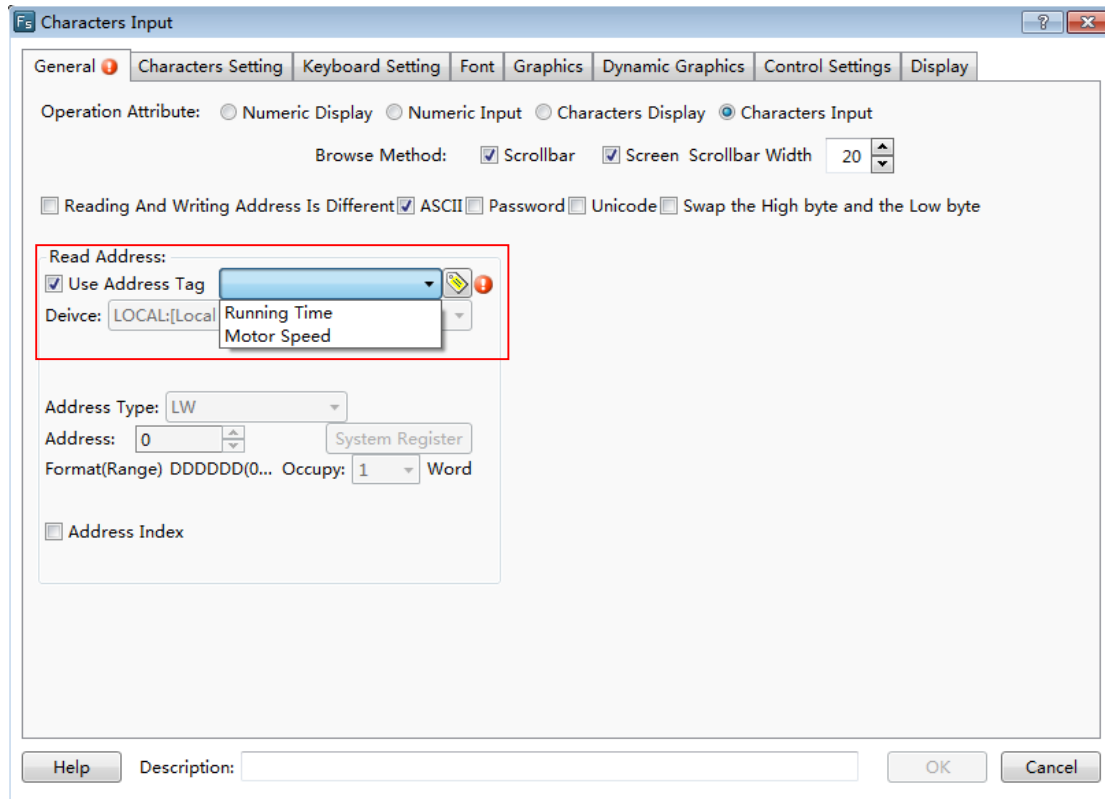 Fs Characters Input
General Characters Setting Keyboard Setting Font Graphics Dynamic Graphics Control Settings Display
Operation Attribute: Numeric Display Numeric Input Characters Display Characters Input
Browse Method: Scrollbar Screen Scrollbar Width 20
Reading And Writing Address Is Different ASCII Password Unicode Swap the High byte and the Low byte
Read Address:
Use Address Tag
Deivce: LOCAL:[Local
Running Time
Motor Speed
Address Type: LW
Address: 0 System Register
Format(Range) DDDDDD(0... Occupy: 1 Word
Address Index
Help Description: OK Cancel